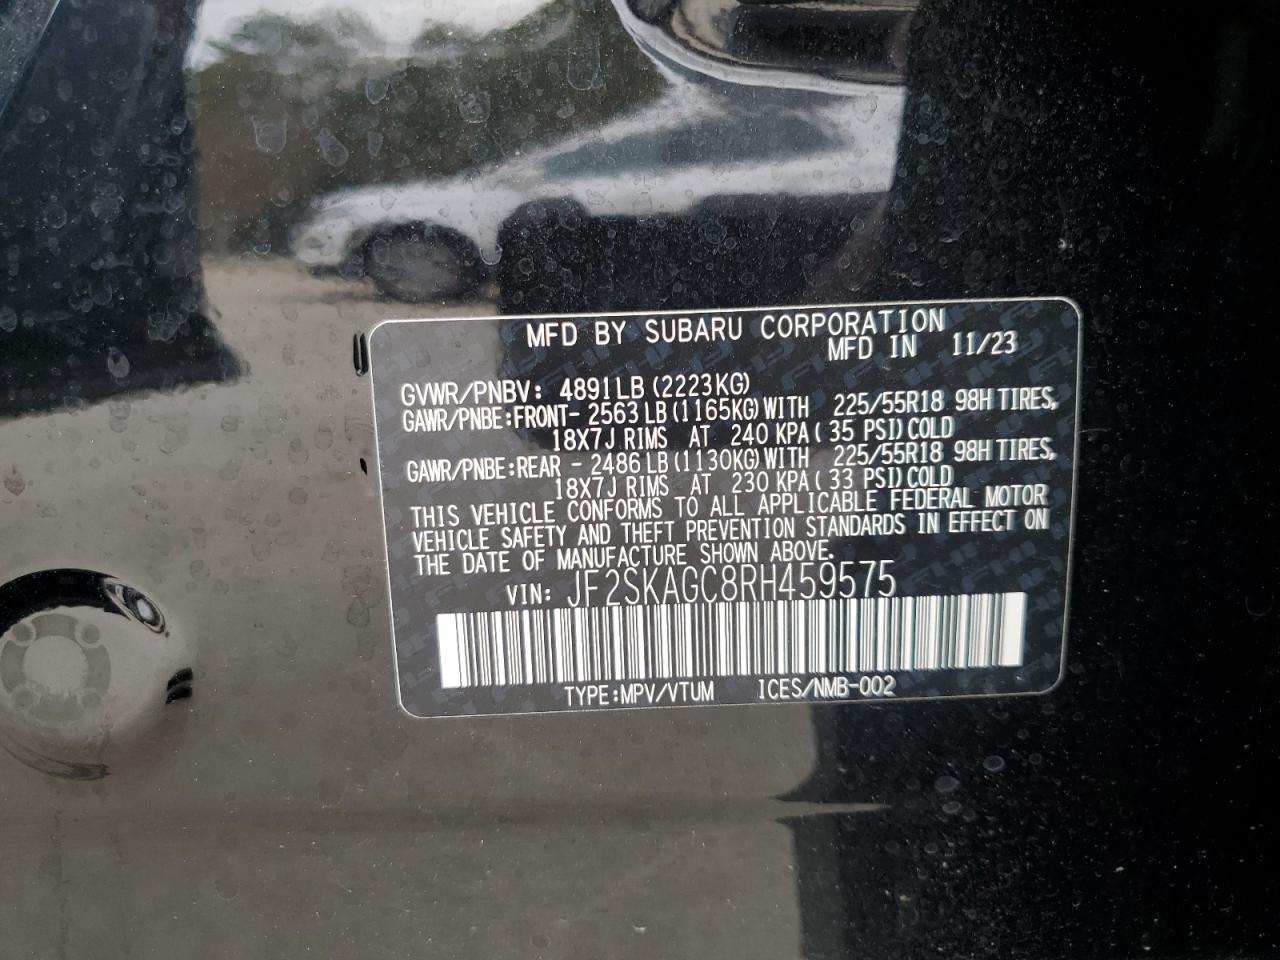 MFD BY SUBARU CORPORATION
MFD IN 11/23
GVWR/PNBV: 4891LB (2223KG)
GAWR/PNBE:FRONT- 2563 LB (1165KG) WITH 225/55R18 98H TIRES,
18X7J RIMS AT 240 KPA ( 35 PSI) COLD
GAWR/PNBE:REAR - 2486 LB (1130KG) WITH 225/55R18 98H TIRES,
18X7J RIMS AT 230 KPA ( 33 PSI) COLD
THIS VEHICLE CONFORMS TO ALL APPLICABLE FEDERAL MOTOR
VEHICLE SAFETY AND THEFT PREVENTION STANDARDS IN EFFECT ON
THE DATE OF MANUFACTURE SHOWN ABOVE.
VIN: JF2SKAGC8RH459575
TYPE:MPV/VTUM ICES/NMB-002